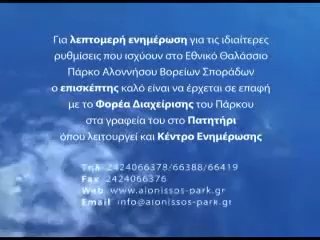 Για λεπτομερή ενημέρωση για τις ιδιαίτερες
ρυθμίσεις που ισχύουν στο Εθνικό Θαλάσσιο
Πάρκο Αλοννήσου Βορείων Σποράδων
ο επισκέπτης καλό είναι να έρχεται σε επαφή
με το Φορέα Διαχείρισης του Πάρκου
στα γραφεία του στο Πατητήρι
όπου λειτουργεί και Κέντρο Ενημέρωσης
Τηλ. 2424066378/66388/66419
Fax 2424066376
Web www.alonissos-park.gr
Email info@alonissos-park.gr